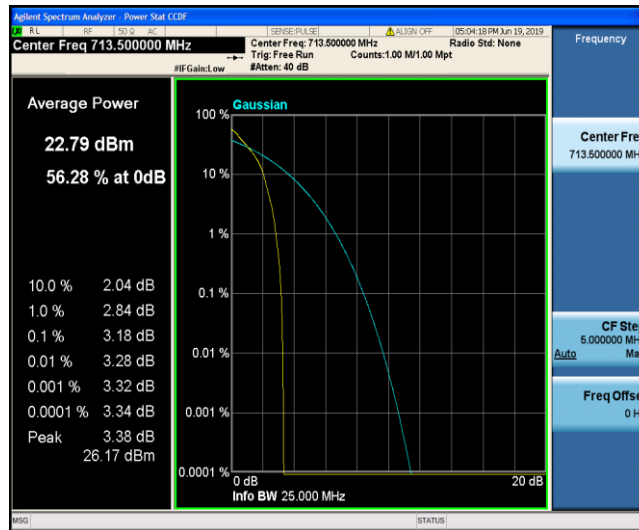 Agilent Spectrum Analyzer - Power Stat CCDF
RL RF 50 Ω AC SENSE:PULSE ALIGN OFF 05:04:18 PM Jun 19, 2019
Center Freq 713.500000 MHz
Center Freq: 713.500000 MHz Radio Std: None
Trig: Free Run Counts:1.00 M/1.00 Mpt
#IFGain:Low #Atten: 40 dB
Frequency
Average Power
22.79 dBm
56.28 % at 0dB
10.0 % 2.04 dB
1.0 % 2.84 dB
0.1 % 3.18 dB
0.01 % 3.28 dB
0.001 % 3.32 dB
0.0001 % 3.34 dB
Peak 3.38 dB
26.17 dBm
Gaussian
100 %
10 %
1 %
0.1 %
0.01 %
0.001 %
0.0001 %
0 dB 20 dB
Info BW 25.000 MHz
Center Fre
713.500000 MH
CF Ste
5.000000 MH
Auto Ma
Freq Offse
0 H
MSG STATUS